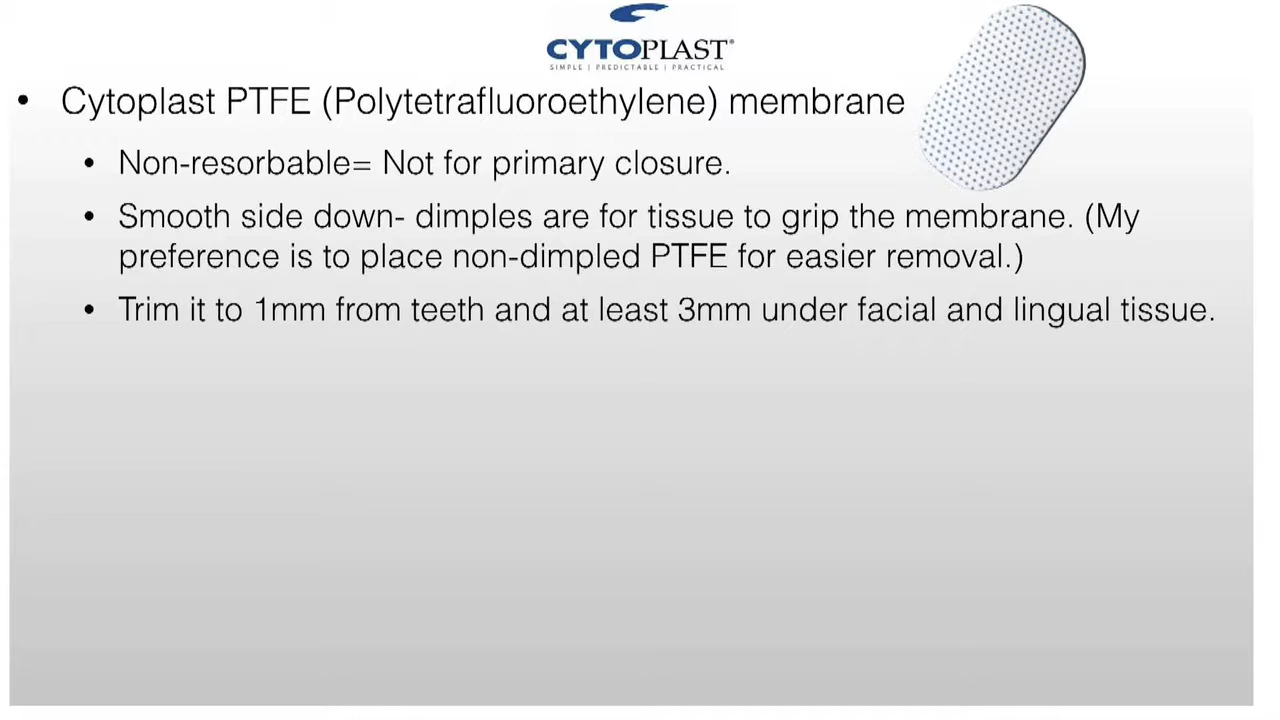 CYTOPLAST®
SIMPLE | PREDICTABLE | PRACTICAL
• Cytoplast PTFE (Polytetrafluoroethylene) membrane
• Non-resorbable= Not for primary closure.
• Smooth side down- dimples are for tissue to grip the membrane. (My
preference is to place non-dimpled PTFE for easier removal.)
• Trim it to 1mm from teeth and at least 3mm under facial and lingual tissue.